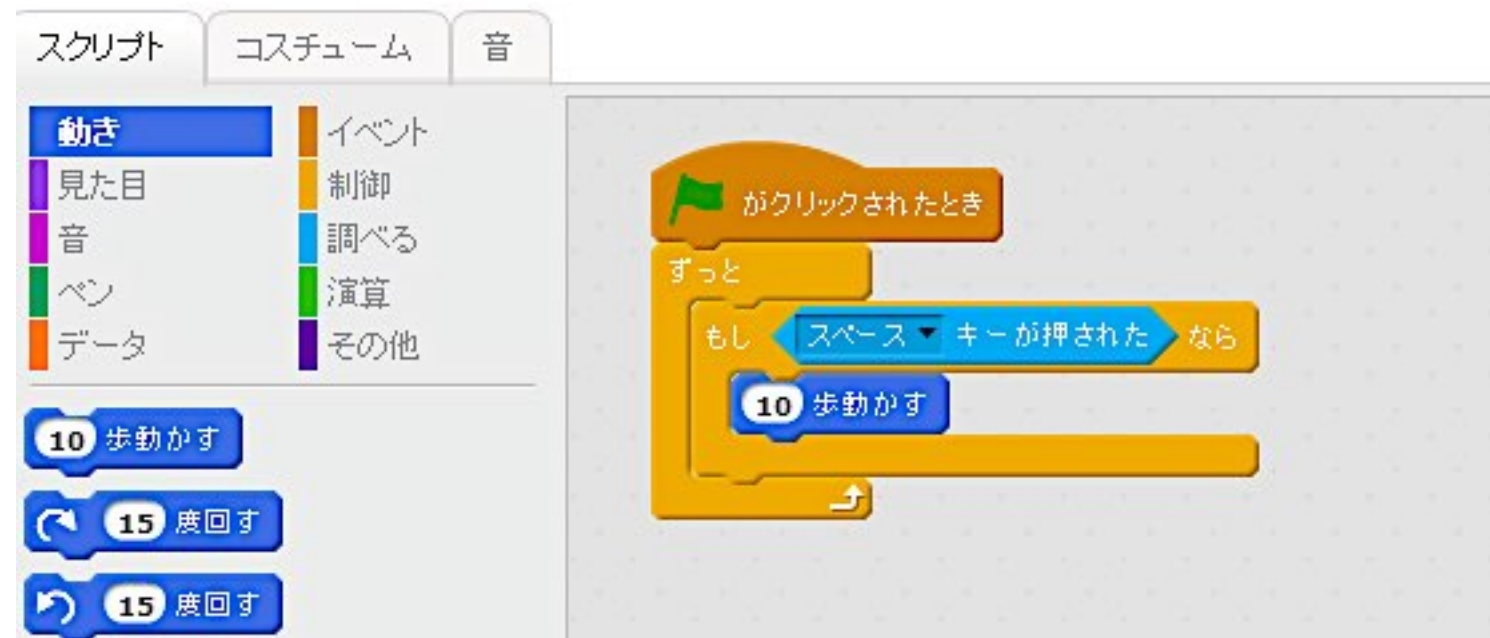 スクリプト コスチューム 音
動き イベント
見た目 制御
音 調べる
ペン 演算
データ その他
10 歩動かす
15 度回す
15 度回す
がクリックされたとき
ずっと
もし スペース キーが押された なら
10 歩動かす